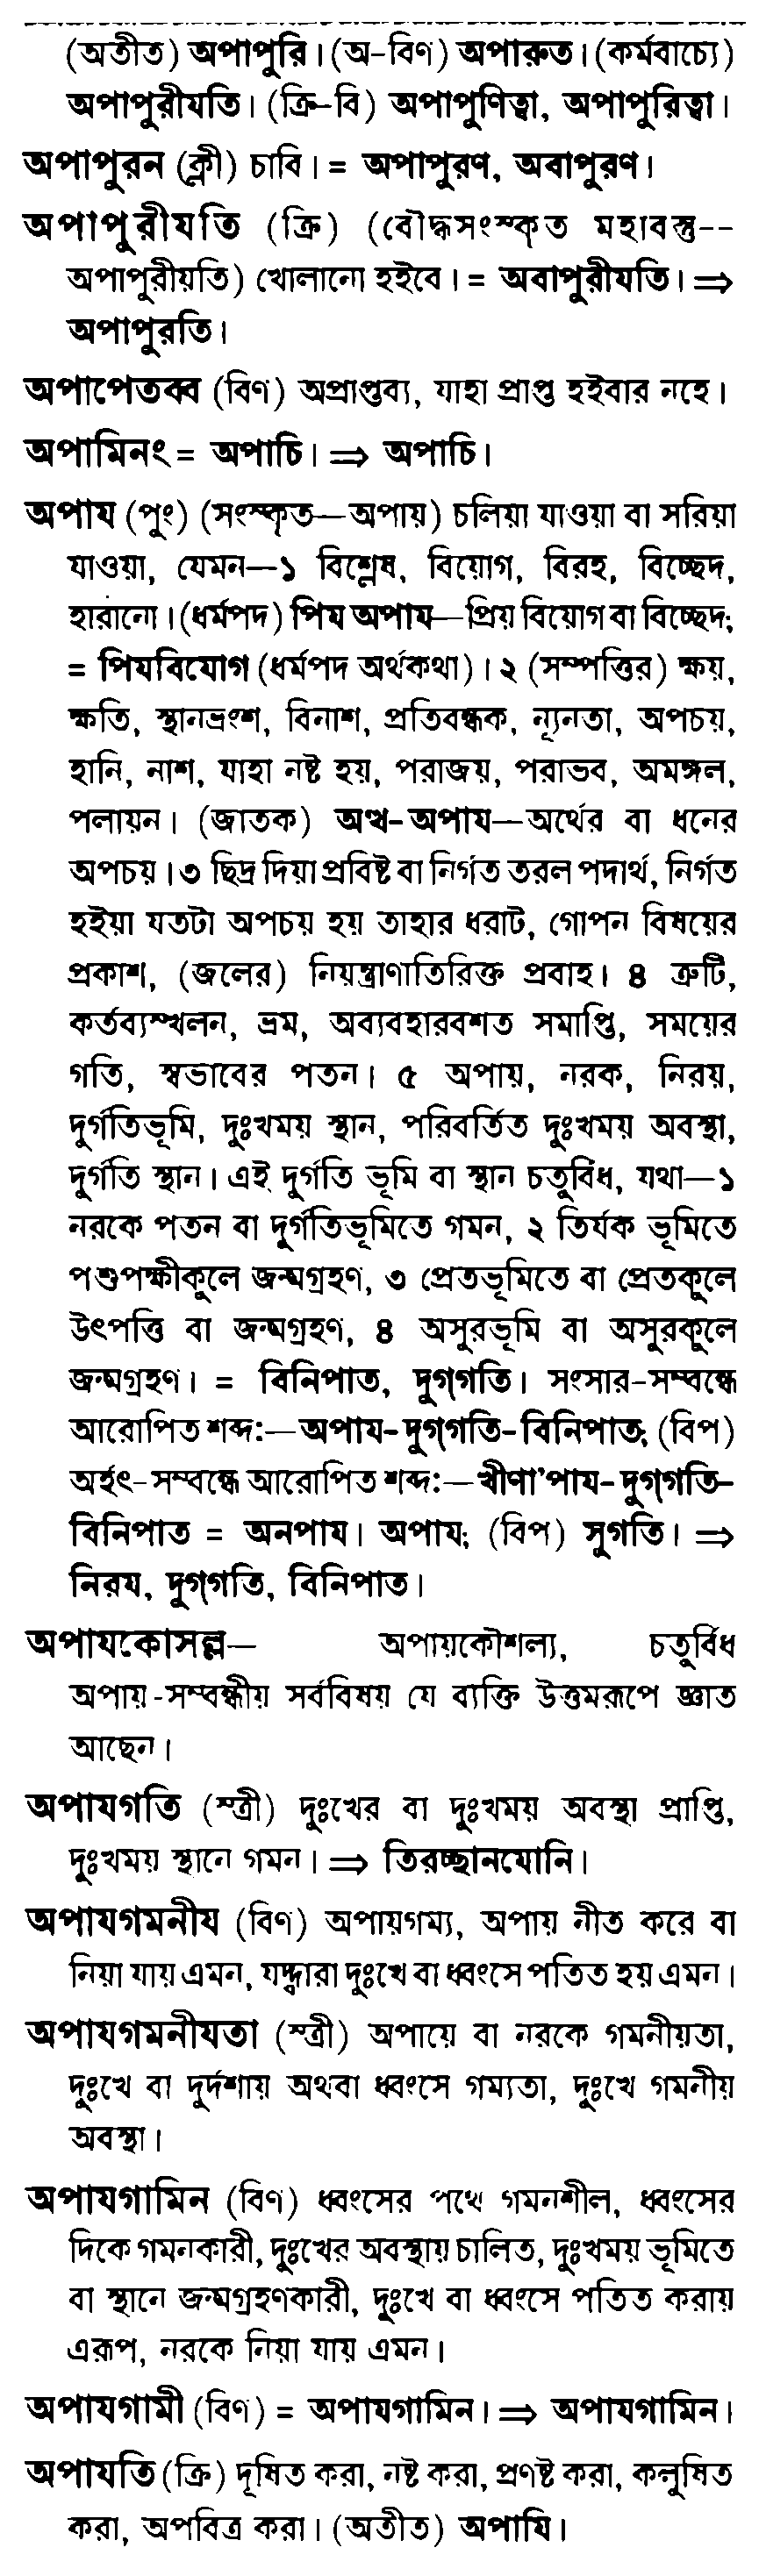 (অতীত) অপাপুরি। (অ-বিণ) অপারুত। (কর্মবাচ্যে)
অপাপুরীযতি। (ক্রি-বি) অপাপুণিত্বা, অপাপুরিত্বা।
অপাপুরন (ক্লী) চাবি। = অপাপুরণ, অবাপুরণ।
অপাপুরীযতি (ক্রি) (বৌদ্ধসংস্কৃত মহাবস্তু--
অপাপুরীয়তি) খোলানো হইবে। = অবাপুরীযতি। ⇒
অপাপুরতি।
অপাপেতব্ব (বিণ) অপ্রাপ্তব্য, যাহা প্রাপ্ত হইবার নহে।
অপামিনং = অপাচি। ⇒ অপাচি।
অপায (পুং) (সংস্কৃত—অপায়) চলিয়া যাওয়া বা সরিয়া
যাওয়া, যেমন—১ বিশ্লেষ, বিয়োগ, বিরহ, বিচ্ছেদ,
হারানো। (ধর্মপদ) পিয অপায—প্রিয় বিয়োগ বা বিচ্ছেদ;
= পিযবিযোগ (ধর্মপদ অর্থকথা)। ২ (সম্পত্তির) ক্ষয়,
ক্ষতি, স্থানভ্রংশ, বিনাশ, প্রতিবন্ধক, ন্যূনতা, অপচয়,
হানি, নাশ, যাহা নষ্ট হয়, পরাজয়, পরাভব, অমঙ্গল,
পলায়ন। (জাতক) অত্থ-অপায—অর্থের বা ধনের
অপচয়। ৩ ছিদ্র দিয়া প্রবিষ্ট বা নির্গত তরল পদার্থ, নির্গত
হইয়া যতটা অপচয় হয় তাহার ধরাট, গোপন বিষয়ের
প্রকাশ, (জলের) নিয়ন্ত্রাণাতিরিক্ত প্রবাহ। ৪ ত্রুটি,
কর্তব্যস্খলন, ভ্রম, অব্যবহারবশত সমাপ্তি, সময়ের
গতি, স্বভাবের পতন। ৫ অপায়, নরক, নিরয়,
দুর্গতিভূমি, দুঃখময় স্থান, পরিবর্তিত দুঃখময় অবস্থা,
দুর্গতি স্থান। এই দুর্গতি ভূমি বা স্থান চতুর্বিধ, যথা—১
নরকে পতন বা দুর্গতিভূমিতে গমন, ২ তির্যক ভূমিতে
পশুপক্ষীকুলে জন্মগ্রহণ, ৩ প্রেতভূমিতে বা প্রেতকুলে
উৎপত্তি বা জন্মগ্রহণ, ৪ অসুরভূমি বা অসুরকুলে
জন্মগ্রহণ। = বিনিপাত, দুগ্গতি। সংসার-সম্বন্ধে
আরোপিত শব্দ:—অপায-দুগ্গতি-বিনিপাত; (বিপ)
অর্হৎ-সম্বন্ধে আরোপিত শব্দ:—খীণা'পায-দুগ্গতি-
বিনিপাত = অনপায। অপায; (বিপ) সুগতি। ⇒
নিরয, দুগ্গতি, বিনিপাত।
অপাযকোসল্ল— অপায়কৌশল্য, চতুর্বিধ
অপায়-সম্বন্ধীয় সর্ববিষয় যে ব্যক্তি উত্তমরূপে জ্ঞাত
আছেন।
অপাযগতি (স্ত্রী) দুঃখের বা দুঃখময় অবস্থা প্রাপ্তি,
দুঃখময় স্থানে গমন। ⇒ তিরচ্ছানযোনি।
অপাযগমনীয (বিণ) অপায়গম্য, অপায় নীত করে বা
নিয়া যায় এমন, যদ্দ্বারা দুঃখে বা ধ্বংসে পতিত হয় এমন।
অপাযগমনীযতা (স্ত্রী) অপায়ে বা নরকে গমনীয়তা,
দুঃখে বা দুর্দশায় অথবা ধ্বংসে গম্যতা, দুঃখে গমনীয়
অবস্থা।
অপাযগামিন (বিণ) ধ্বংসের পথে গমনশীল, ধ্বংসের
দিকে গমনকারী, দুঃখের অবস্থায় চালিত, দুঃখময় ভূমিতে
বা স্থানে জন্মগ্রহণকারী, দুঃখে বা ধ্বংসে পতিত করায়
এরূপ, নরকে নিয়া যায় এমন।
অপাযগামী (বিণ) = অপাযগামিন। ⇒ অপাযগামিন।
অপাযতি (ক্রি) দূষিত করা, নষ্ট করা, প্রণষ্ট করা, কলুষিত
করা, অপবিত্র করা। (অতীত) অপাযি।